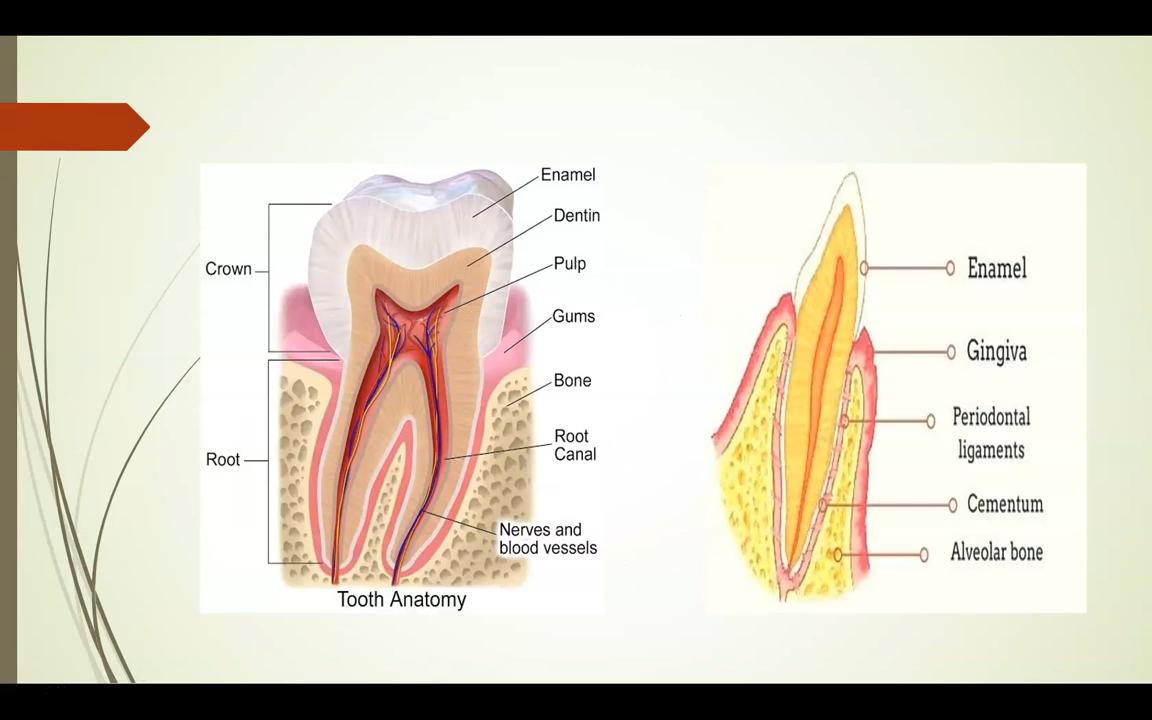 Enamel
Dentin
Crown
Pulp
Gums
Bone
Root
Canal
Root
Nerves and
blood vessels
Tooth Anatomy
Enamel
Gingiva
Periodontal
ligaments
Cementum
Alveolar bone